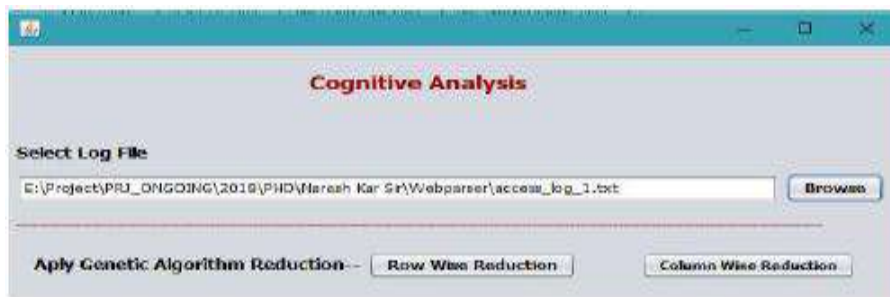 Cognitive Analysis
Select Log File
E:\Project\PRJ_ONGOING\2019\PHD\Naresh Kar Sir\Webparser\access_log_1.txt Browse
Aply Genetic Algorithm Reduction-- Row Wise Reduction Column Wise Reduction